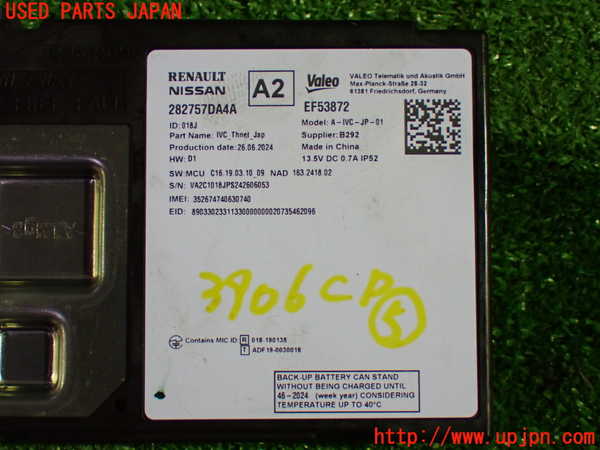 USED PARTS JAPAN
RENAULT
NISSAN
A2
Valeo
VALEO Telematik und Akustik GmbH
Max-Planck-Straße 28-32
61381 Friedrichsdorf, Germany
282757DA4A
EF53872
ID: 018J
Model: A-IVC-JP-01
Part Name: IVC_Thnel_Jap
Supplier: B292
Production date: 26.06.2024
Made in China
HW: D1
13.5V DC 0.7A IP52
SW: MCU C16.19.03.10_09 NAD 163.2418.02
S/N: VA2C1018JPS242606053
IMEI: 352674740630740
EID: 89033023311330000000020735462096
3906CP⑤
Contains MIC ID: R 018-180135
T ADF19-0030018
BACK-UP BATTERY CAN STAND
WITHOUT BEING CHARGED UNTIL
46-2024 (week year) CONSIDERING
TEMPERATURE UP TO 40°C
http://www.upjpn.com/